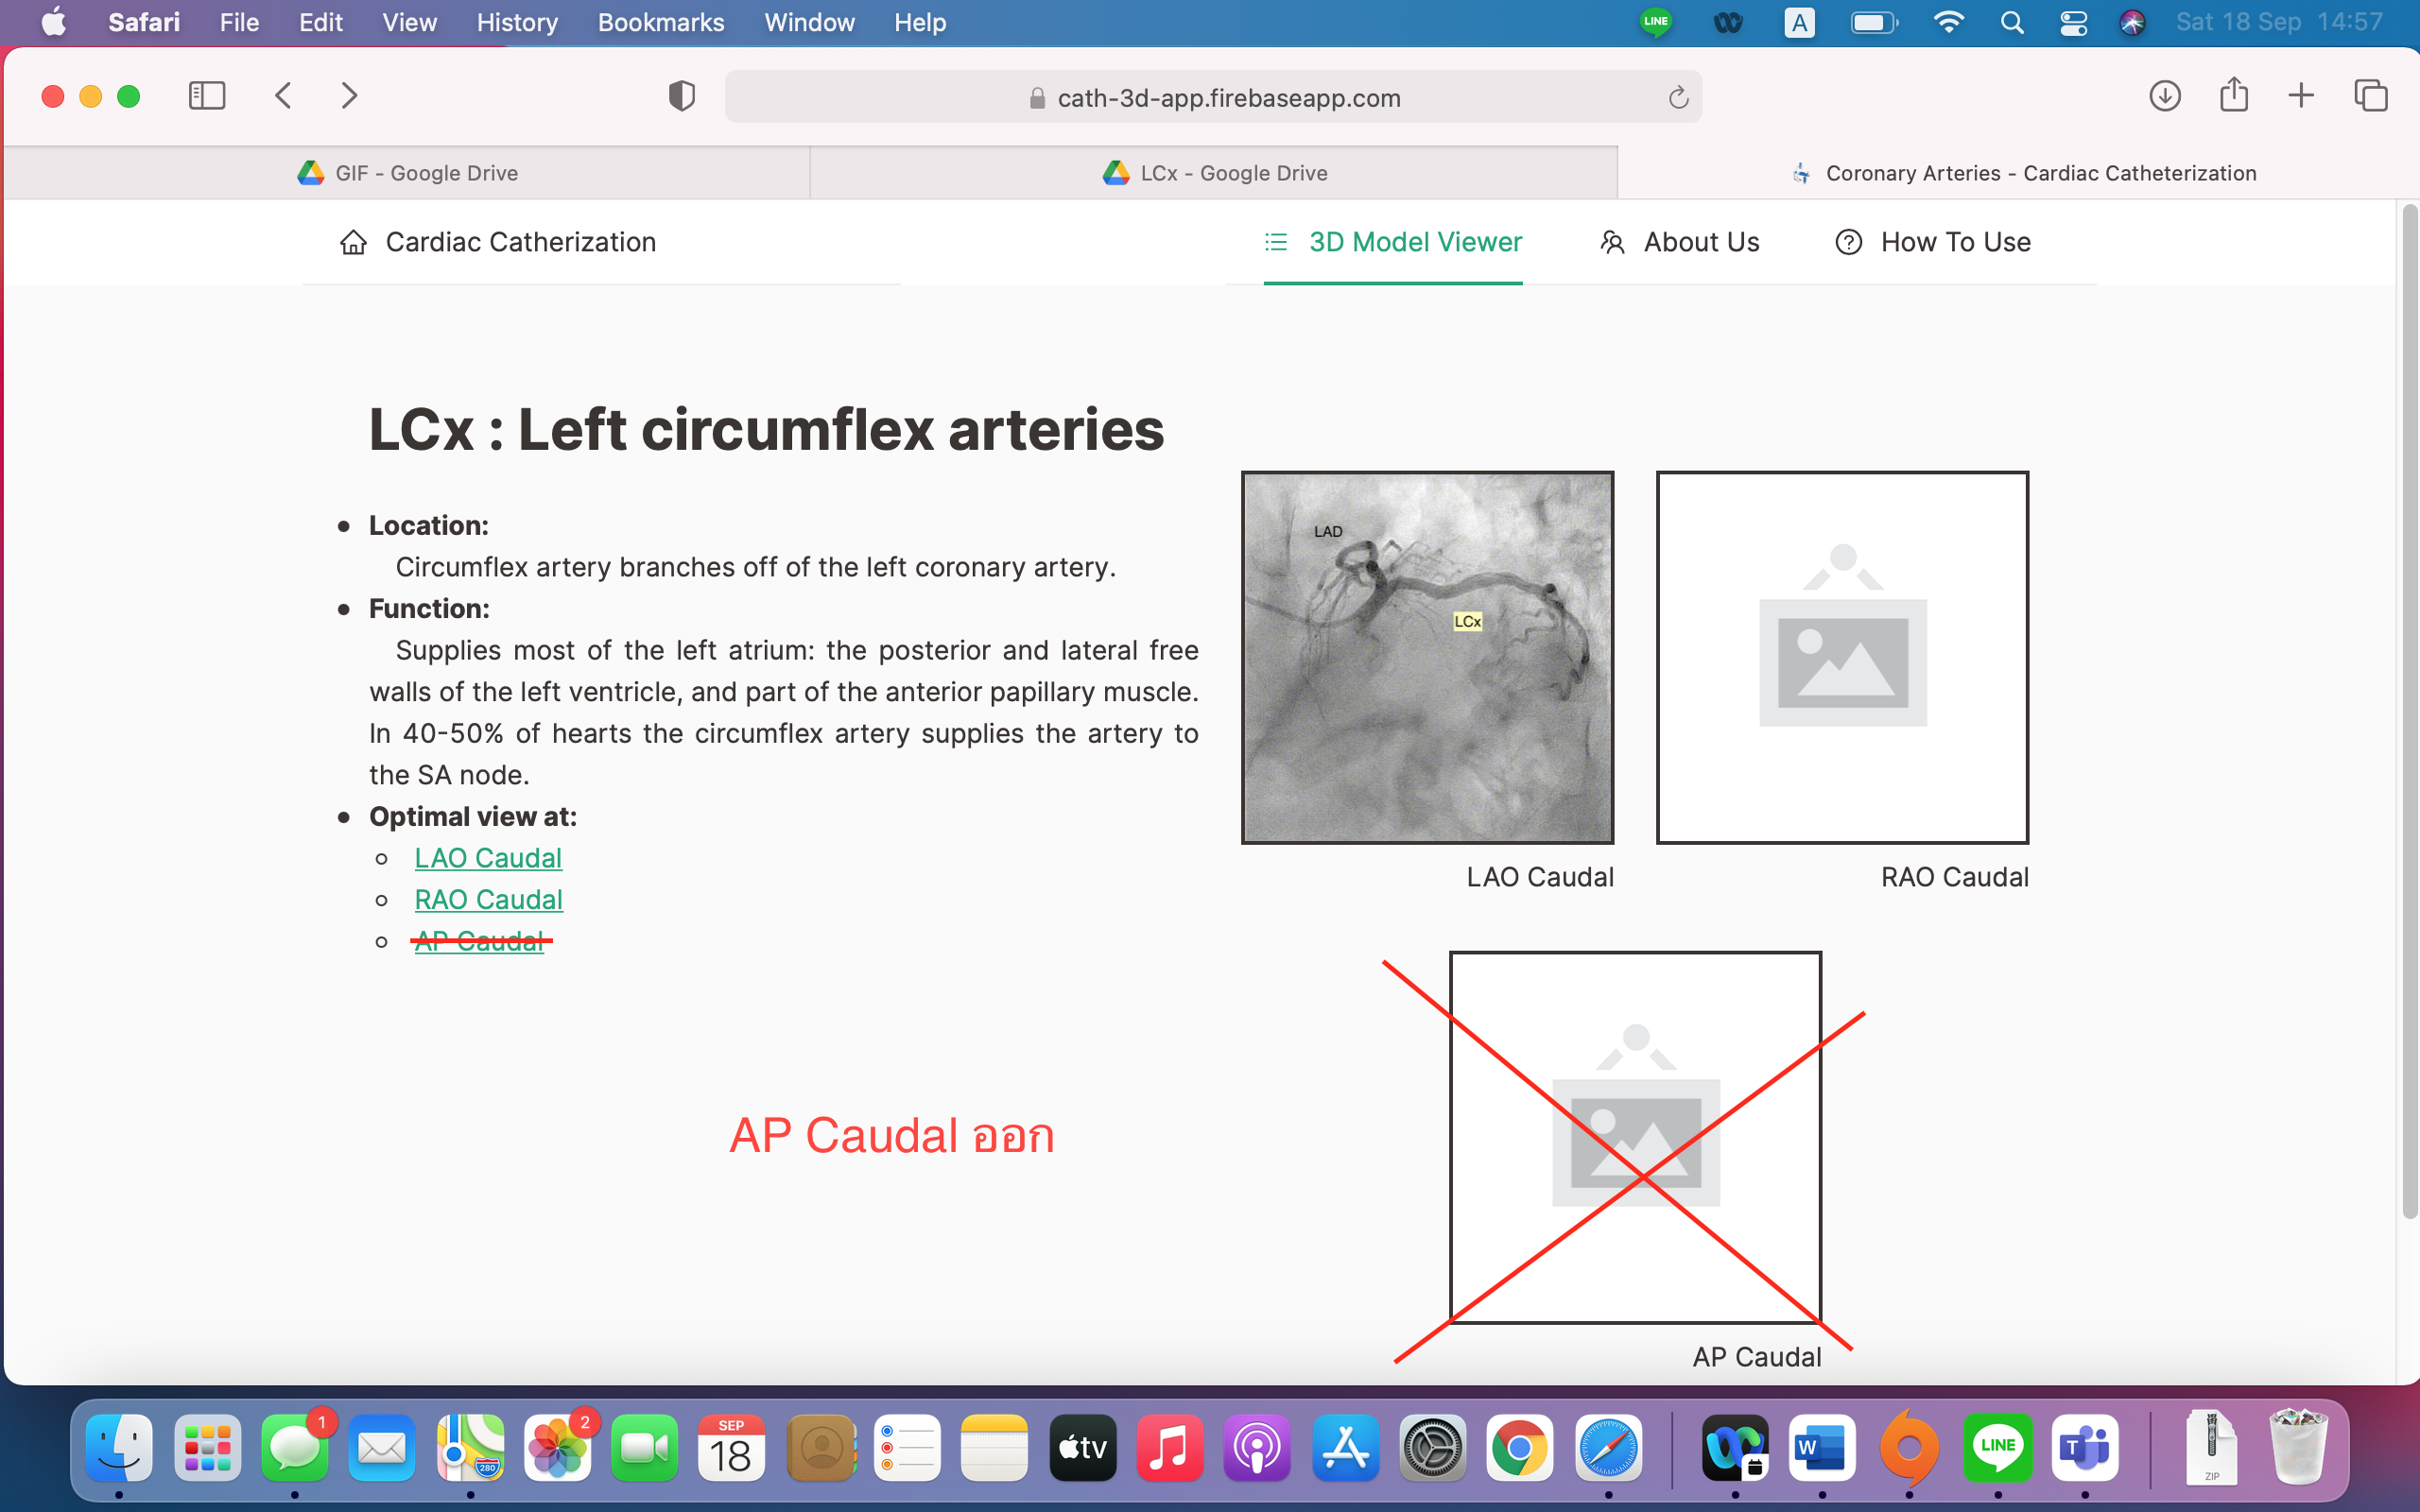 Safari File Edit View History Bookmarks Window Help LINE A Sat 18 Sep 14:57
cath-3d-app.firebaseapp.com
GIF - Google Drive
LCx - Google Drive
Coronary Arteries - Cardiac Catheterization
Cardiac Catherization
3D Model Viewer
About Us
How To Use
LCx : Left circumflex arteries
Location:
Circumflex artery branches off of the left coronary artery.
Function:
Supplies most of the left atrium: the posterior and lateral free
walls of the left ventricle, and part of the anterior papillary muscle.
In 40-50% of hearts the circumflex artery supplies the artery to
the SA node.
Optimal view at:
LAO Caudal
RAO Caudal
AP Caudal
LAD
LCx
LAO Caudal
RAO Caudal
AP Caudal ออก
AP Caudal
1
280
2
SEP
18
tv
W
LINE
T
ZIP